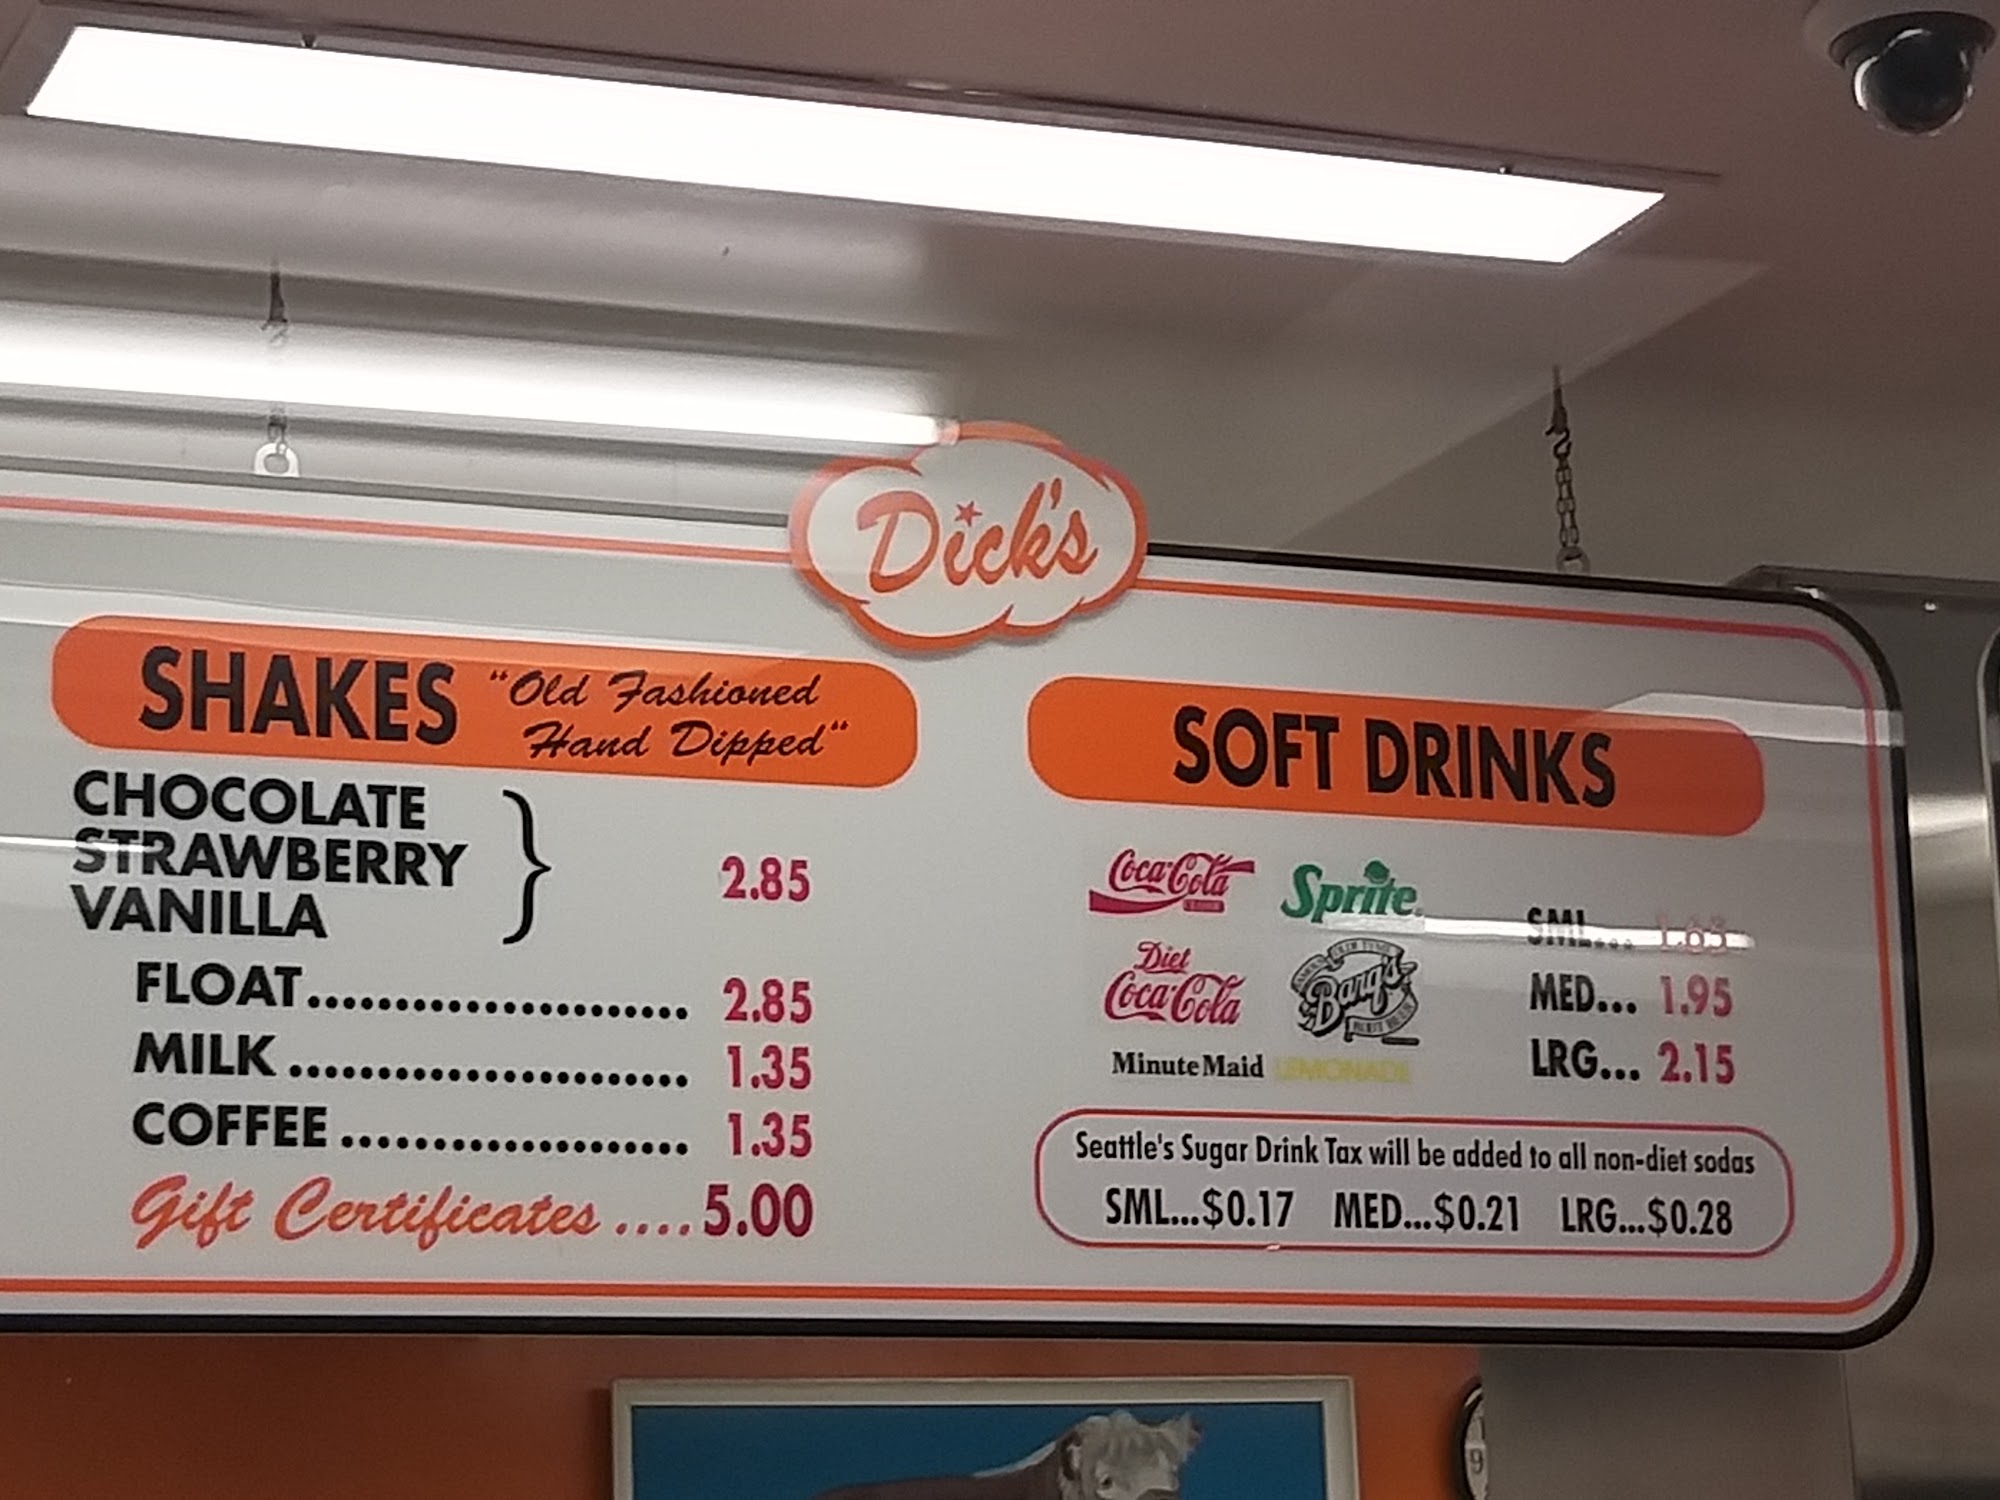 Dick's
SHAKES "Old Fashioned
Hand Dipped"
CHOCOLATE
STRAWBERRY
VANILLA
2.85
FLOAT...................... 2.85
MILK ....................... 1.35
COFFEE .................... 1.35
Gift Certificates .... 5.00
SOFT DRINKS
Coca-Cola
Sprite
Diet
Coca-Cola
Barq's
Minute Maid LEMONADE
SML...
MED... 1.95
LRG... 2.15
Seattle's Sugar Drink Tax will be added to all non-diet sodas
SML...$0.17 MED...$0.21 LRG...$0.28
9